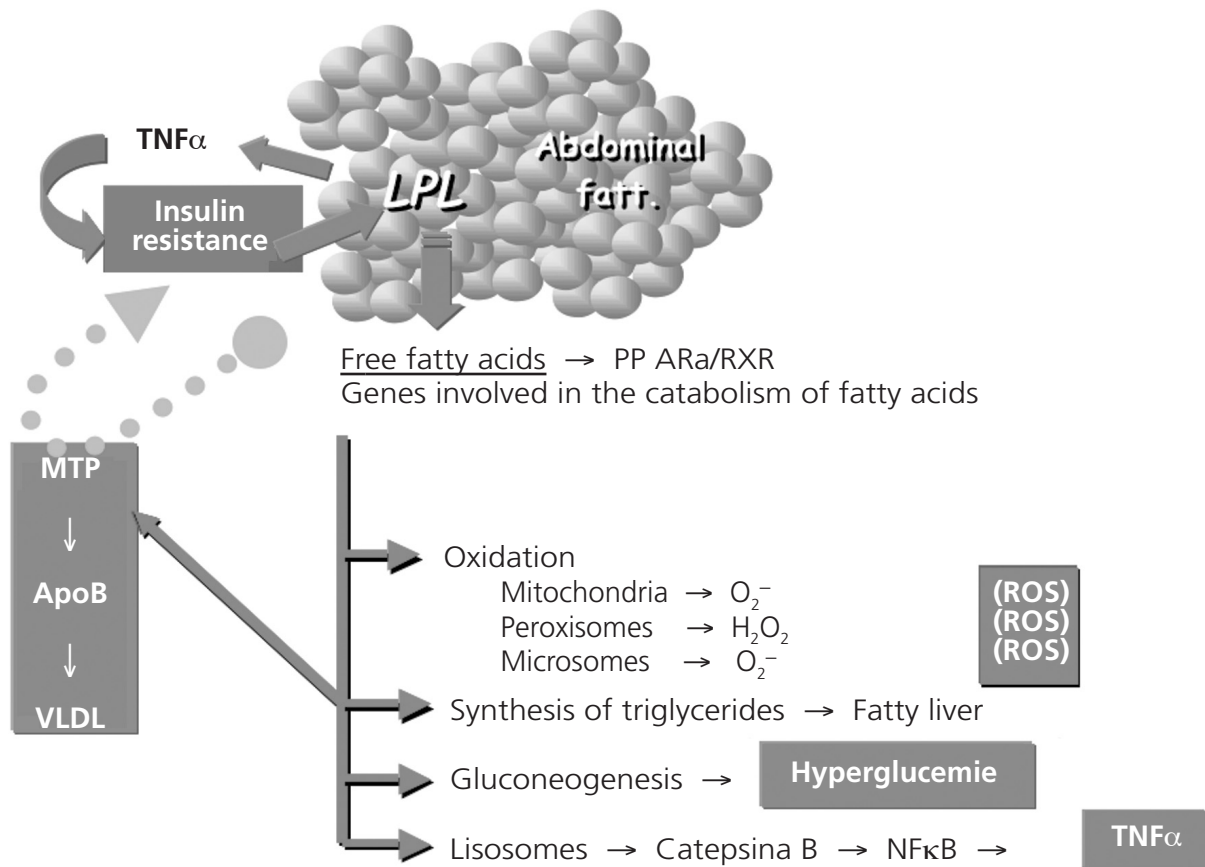 TNFα
Insulin
resistance
LPL
Abdominal
fatt.
Free fatty acids → PP ARa/RXR
Genes involved in the catabolism of fatty acids
MTP
↓
ApoB
↓
VLDL
Oxidation
Mitochondria → O₂⁻
Peroxisomes → H₂O₂
Microsomes → O₂⁻
(ROS)
(ROS)
(ROS)
Synthesis of triglycerides → Fatty liver
Gluconeogenesis → Hyperglucemie
Lisosomes → Catepsina B → NFκB → TNFα